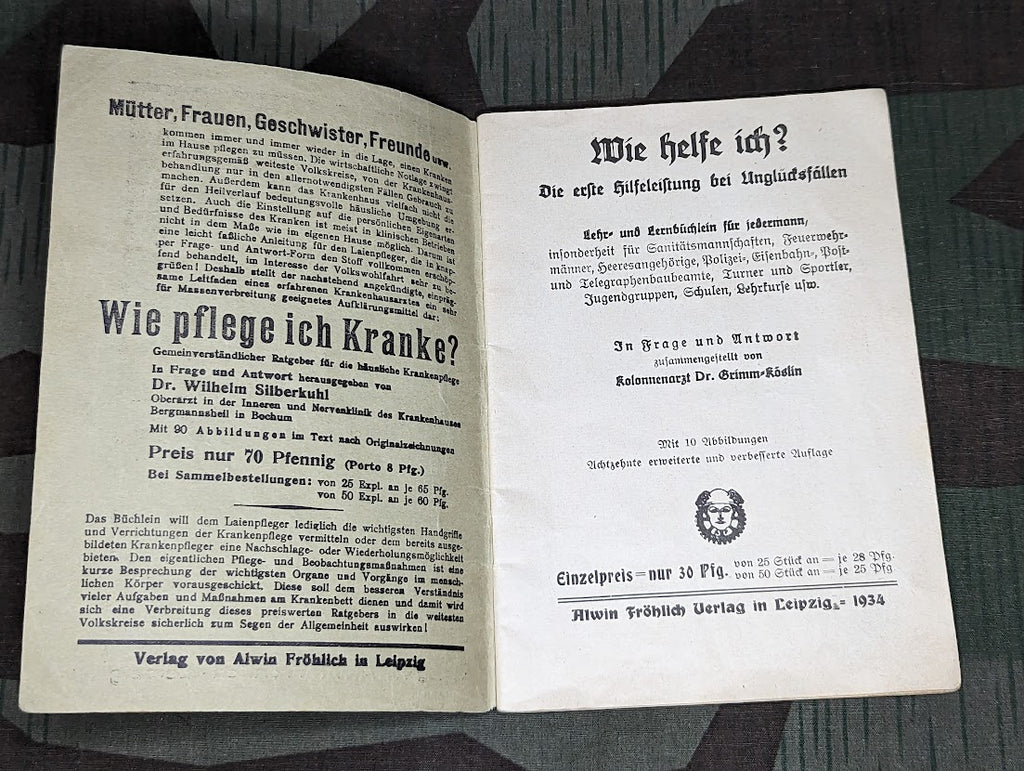 Mütter, Frauen, Geschwister, Freunde usw.
kommen immer und immer wieder in die Lage, einen Kranken
im Hause pflegen zu müssen. Die wirtschaftliche Notlage zwingt
erfahrungsgemäß weiteste Volkskreise, von der Krankenhaus-
behandlung nur in den allernotwendigsten Fällen Gebrauch zu
machen. Außerdem kann das Krankenhaus vielfach nicht die
für den Heilverlauf bedeutungsvolle häusliche Umgebung er-
setzen. Auch die Einstellung auf die persönlichen Eigenarten
und Bedürfnisse des Kranken ist meist in klinischen Betrieben
nicht in dem Maße wie im eigenen Hause möglich. Darum ist
eine leicht faßliche Anleitung für den Laienpfleger, die in knap-
per Frage- und Antwort-Form den Stoff vollkommen erschöp-
fend behandelt, im Interesse der Volkswohlfahrt sehr zu be-
grüßen! Deshalb stellt der nachstehend angekündigte, einpräg-
same Leitfaden eines erfahrenen Krankenhausarztes ein sehr
für Massenverbreitung geeignetes Aufklärungsmittel dar:
Wie pflege ich Kranke?
Gemeinverständlicher Ratgeber für die häusliche Krankenpflege
In Frage und Antwort herausgegeben von
Dr. Wilhelm Silberkuhl
Oberarzt in der Inneren und Nervenklinik des Krankenhauses
Bergmannsheil in Bochum
Mit 90 Abbildungen im Text nach Originalzeichnungen
Preis nur 70 Pfennig (Porto 8 Pfg.)
Bei Sammelbestellungen: von 25 Expl. an je 65 Pfg.
von 50 Expl. an je 60 Pfg.
Das Büchlein will dem Laienpfleger lediglich die wichtigsten Handgriffe
und Verrichtungen der Krankenpflege vermitteln oder dem bereits ausge-
bildeten Krankenpfleger eine Nachschlage- oder Wiederholungsmöglichkeit
bieten. Den eigentlichen Pflege- und Beobachtungsmaßnahmen ist eine
kurze Besprechung der wichtigsten Organe und Vorgänge im mensch-
lichen Körper vorausgeschickt. Diese soll dem besseren Verständnis
vieler Aufgaben und Maßnahmen am Krankenbett dienen und damit wird
sich eine Verbreitung dieses preiswerten Ratgebers in die weitesten
Volkskreise sicherlich zum Segen der Allgemeinheit auswirken!
Verlag von Alwin Fröhlich in Leipzig
Wie helfe ich?
Die erste Hilfeleistung bei Unglücksfällen
Lehr- und Lernbüchlein für jedermann,
insonderheit für Sanitätsmannschaften, Feuerwehr-
männer, Heeresangehörige, Polizei-, Eisenbahn-, Post-
und Telegraphenbaubeamte, Turner und Sportler,
Jugendgruppen, Schulen, Lehrkurse usw.
In Frage und Antwort
zusammengestellt von
Kolonnenarzt Dr. Grimm-Köslin
Mit 10 Abbildungen
Achtzehnte erweiterte und verbesserte Auflage
Einzelpreis = nur 30 Pfg. von 25 Stück an = je 28 Pfg.
von 50 Stück an = je 25 Pfg
Alwin Fröhlich Verlag in Leipzig = 1934